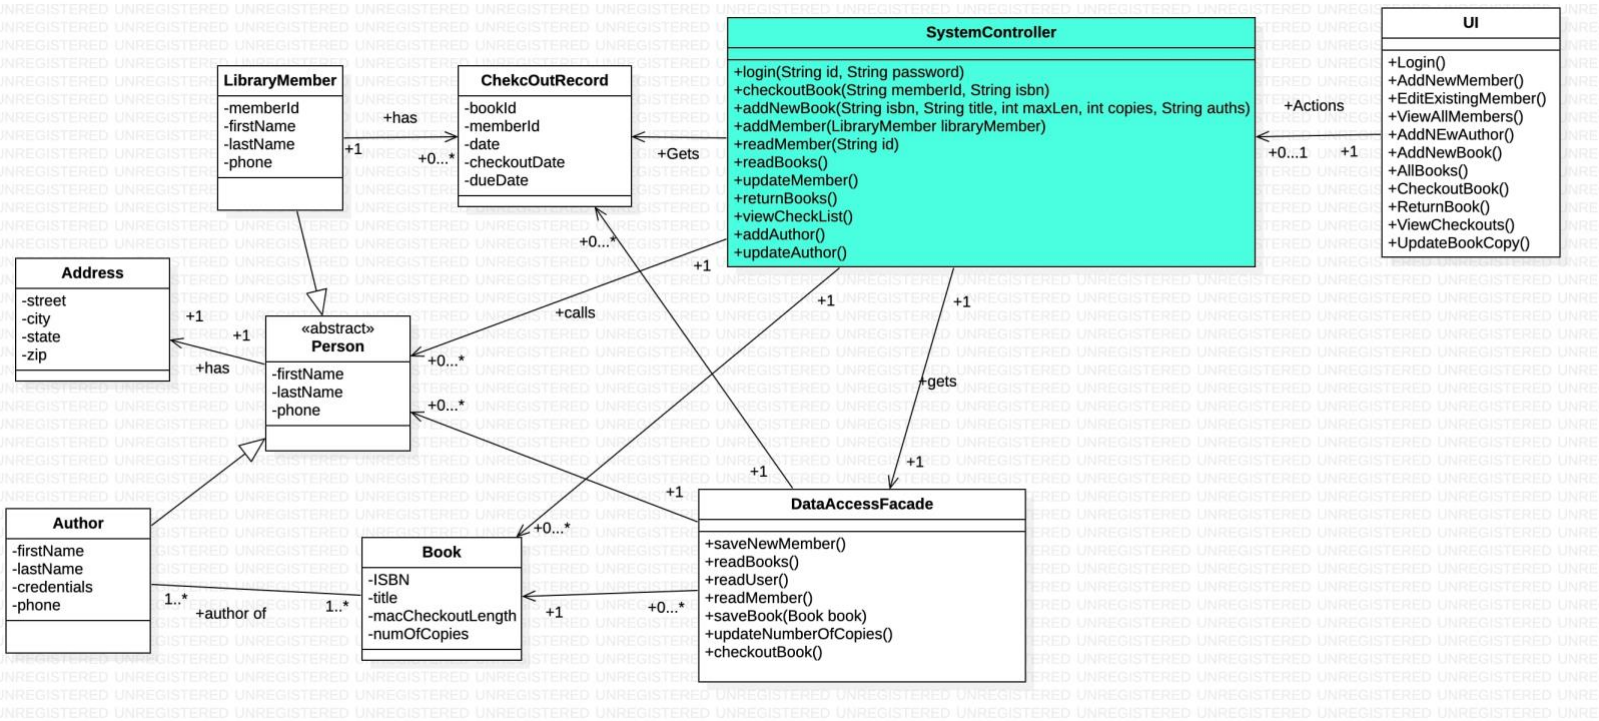 SystemController
+login(String id, String password)
+checkoutBook(String memberId, String isbn)
+addNewBook(String isbn, String title, int maxLen, int copies, String auths)
+addMember(LibraryMember libraryMember)
+readMember(String id)
+readBooks()
+updateMember()
+returnBooks()
+viewCheckList()
+addAuthor()
+updateAuthor()
UI
+Login()
+AddNewMember()
+EditExistingMember()
+ViewAllMembers()
+AddNEwAuthor()
+AddNewBook()
+AllBooks()
+CheckoutBook()
+ReturnBook()
+ViewCheckouts()
+UpdateBookCopy()
+Actions
+0...1
+1
LibraryMember
-memberId
-firstName
-lastName
-phone
+has
+1
+0...*
ChekcOutRecord
-bookId
-memberId
-date
-checkoutDate
-dueDate
+Gets
+0...*
+1
+1
+1
+calls
+gets
Address
-street
-city
-state
-zip
+1
+1
+has
«abstract»
Person
-firstName
-lastName
-phone
+0...*
+0...*
+1
+1
+1
Author
-firstName
-lastName
-credentials
-phone
1..*
+author of
1..*
Book
-ISBN
-title
-macCheckoutLength
-numOfCopies
+0...*
+1
+0...*
DataAccessFacade
+saveNewMember()
+readBooks()
+readUser()
+readMember()
+saveBook(Book book)
+updateNumberOfCopies()
+checkoutBook()
UNREGISTERED